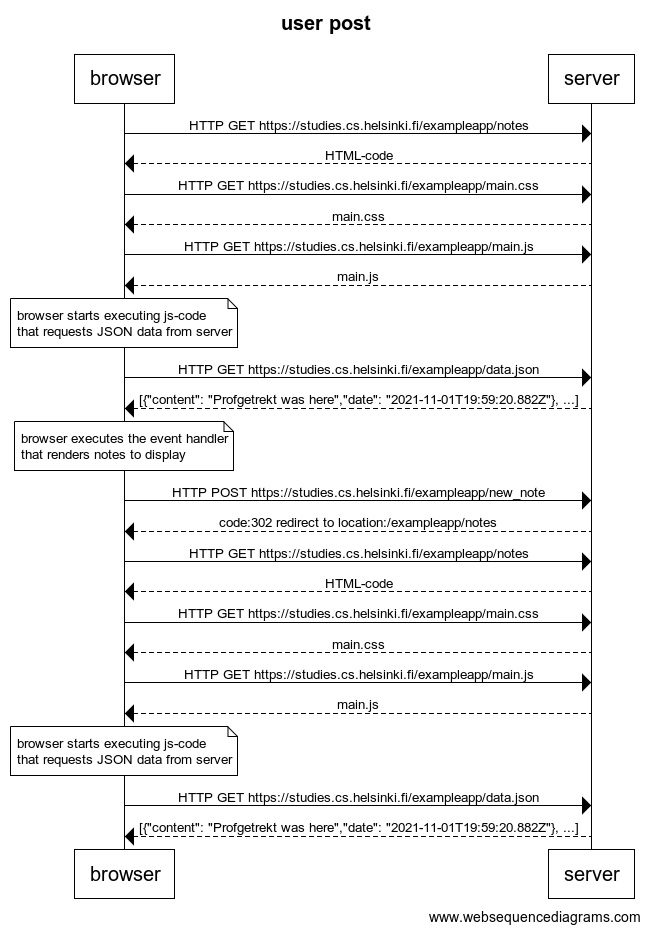 user post
browser
server
HTTP GET https://studies.cs.helsinki.fi/exampleapp/notes
HTML-code
HTTP GET https://studies.cs.helsinki.fi/exampleapp/main.css
main.css
HTTP GET https://studies.cs.helsinki.fi/exampleapp/main.js
main.js
browser starts executing js-code
that requests JSON data from server
HTTP GET https://studies.cs.helsinki.fi/exampleapp/data.json
[{"content": "Profgetrekt was here","date": "2021-11-01T19:59:20.882Z"}, ...]
browser executes the event handler
that renders notes to display
HTTP POST https://studies.cs.helsinki.fi/exampleapp/new_note
code:302 redirect to location:/exampleapp/notes
HTTP GET https://studies.cs.helsinki.fi/exampleapp/notes
HTML-code
HTTP GET https://studies.cs.helsinki.fi/exampleapp/main.css
main.css
HTTP GET https://studies.cs.helsinki.fi/exampleapp/main.js
main.js
browser starts executing js-code
that requests JSON data from server
HTTP GET https://studies.cs.helsinki.fi/exampleapp/data.json
[{"content": "Profgetrekt was here","date": "2021-11-01T19:59:20.882Z"}, ...]
browser
server
www.websequencediagrams.com